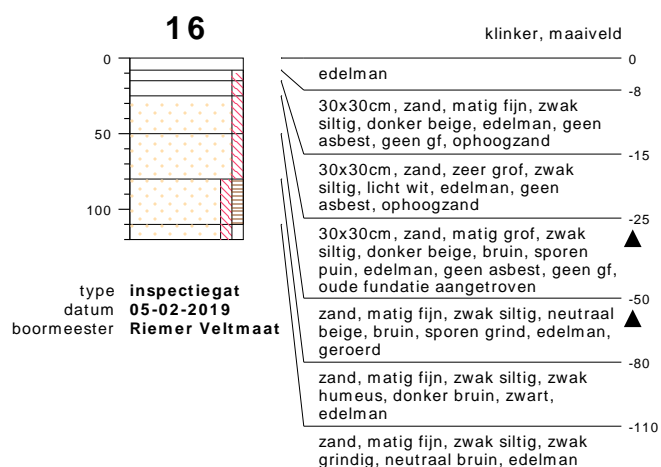 16
klinker, maaiveld
0
50
100
0
edelman
-8
30x30cm, zand, matig fijn, zwak
siltig, donker beige, edelman, geen
asbest, geen gf, ophoogzand
-15
30x30cm, zand, zeer grof, zwak
siltig, licht wit, edelman, geen
asbest, ophoogzand
-25
30x30cm, zand, matig grof, zwak
siltig, donker beige, bruin, sporen
puin, edelman, geen asbest, geen gf,
oude fundatie aangetroven
-50
zand, matig fijn, zwak siltig, neutraal
beige, bruin, sporen grind, edelman,
geroerd
-80
zand, matig fijn, zwak siltig, zwak
humeus, donker bruin, zwart,
edelman
-110
zand, matig fijn, zwak siltig, zwak
grindig, neutraal bruin, edelman
type inspectiegat
datum 05-02-2019
boormeester Riemer Veltmaat